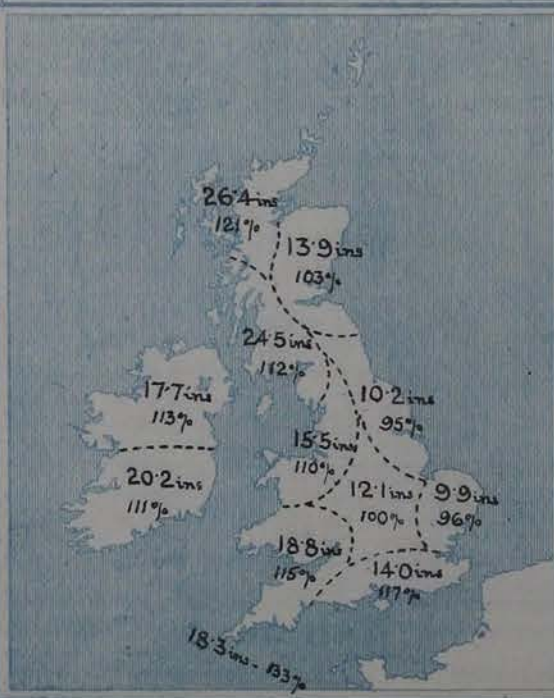 26·4 ins
121%
13·9 ins
103%
24·5 ins
112%
17·7 ins
113%
10·2 ins
95%
15·5 ins
110%
20·2 ins
111%
12·1 ins
100%
9·9 ins
96%
18·8 ins
115%
14·0 ins
117%
18·3 ins - 133%